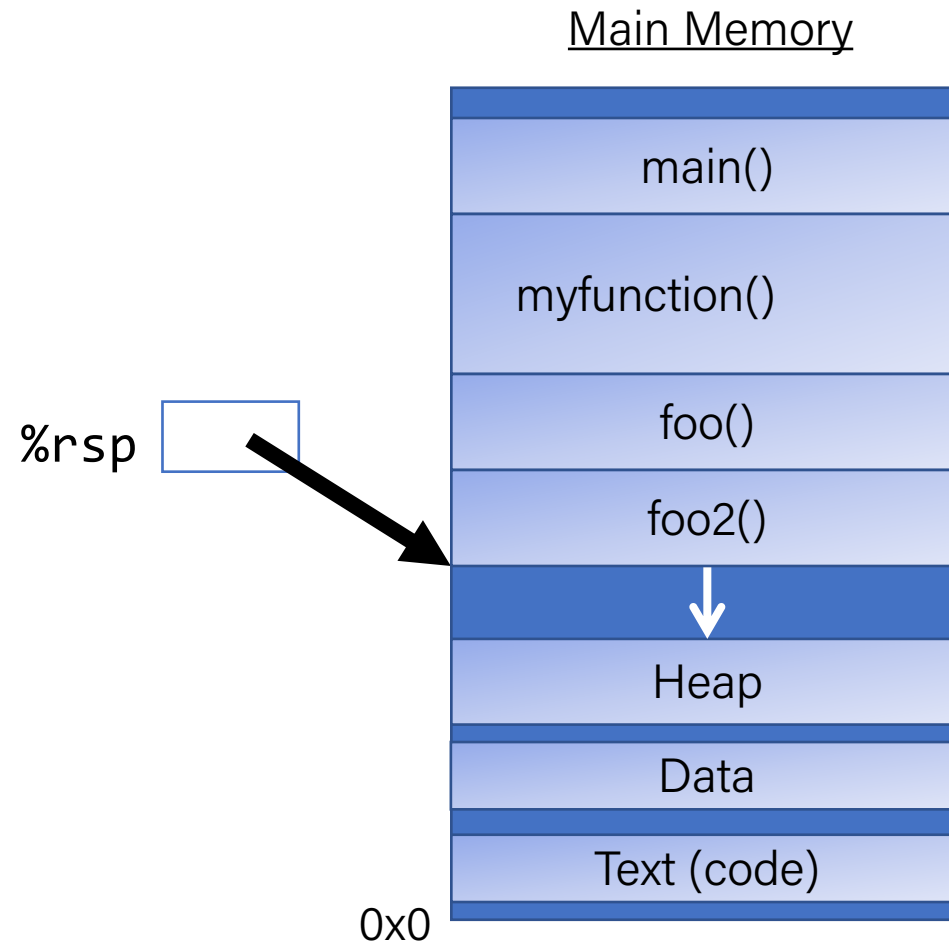 Main Memory
main()
myfunction()
foo()
%rsp
foo2()
Heap
Data
Text (code)
0x0